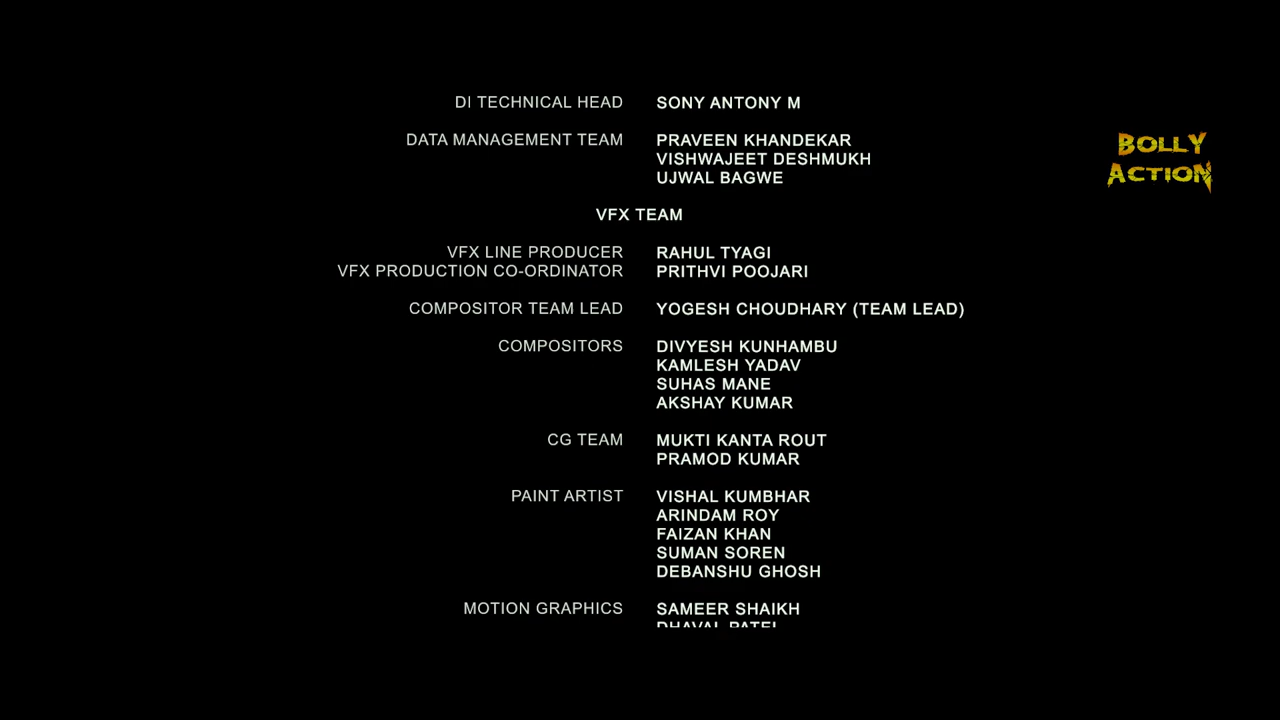 DI TECHNICAL HEAD SONY ANTONY M
DATA MANAGEMENT TEAM PRAVEEN KHANDEKAR
VISHWAJEET DESHMUKH
UJWAL BAGWE
BOLLY
ACTION
VFX TEAM
VFX LINE PRODUCER RAHUL TYAGI
VFX PRODUCTION CO-ORDINATOR PRITHVI POOJARI
COMPOSITOR TEAM LEAD YOGESH CHOUDHARY (TEAM LEAD)
COMPOSITORS DIVYESH KUNHAMBU
KAMLESH YADAV
SUHAS MANE
AKSHAY KUMAR
CG TEAM MUKTI KANTA ROUT
PRAMOD KUMAR
PAINT ARTIST VISHAL KUMBHAR
ARINDAM ROY
FAIZAN KHAN
SUMAN SOREN
DEBANSHU GHOSH
MOTION GRAPHICS SAMEER SHAIKH
DHAVAL PATEL